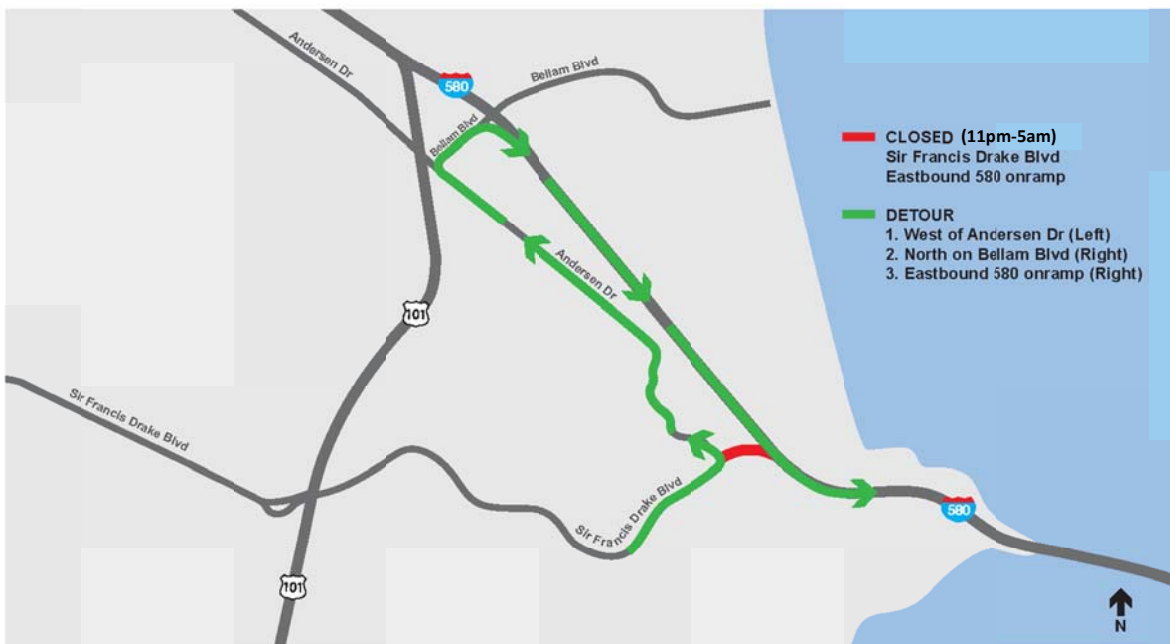 Andersen Dr
580
Bellam Blvd
Bellam Blvd
CLOSED (11pm-5am)
Sir Francis Drake Blvd
Eastbound 580 onramp
DETOUR
1. West of Andersen Dr (Left)
2. North on Bellam Blvd (Right)
3. Eastbound 580 onramp (Right)
Andersen Dr
101
Sir Francis Drake Blvd
Sir Francis Drake Blvd
580
101
N